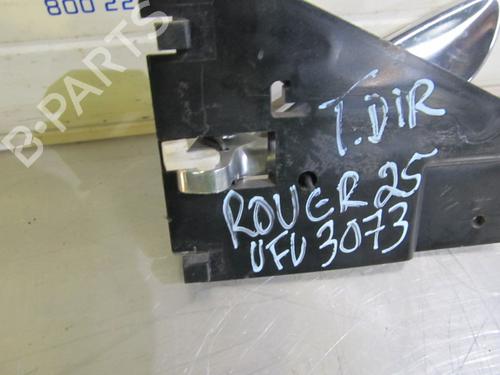 800 22
B-PARTS
T.DIR
ROVER 25
UFU 3073